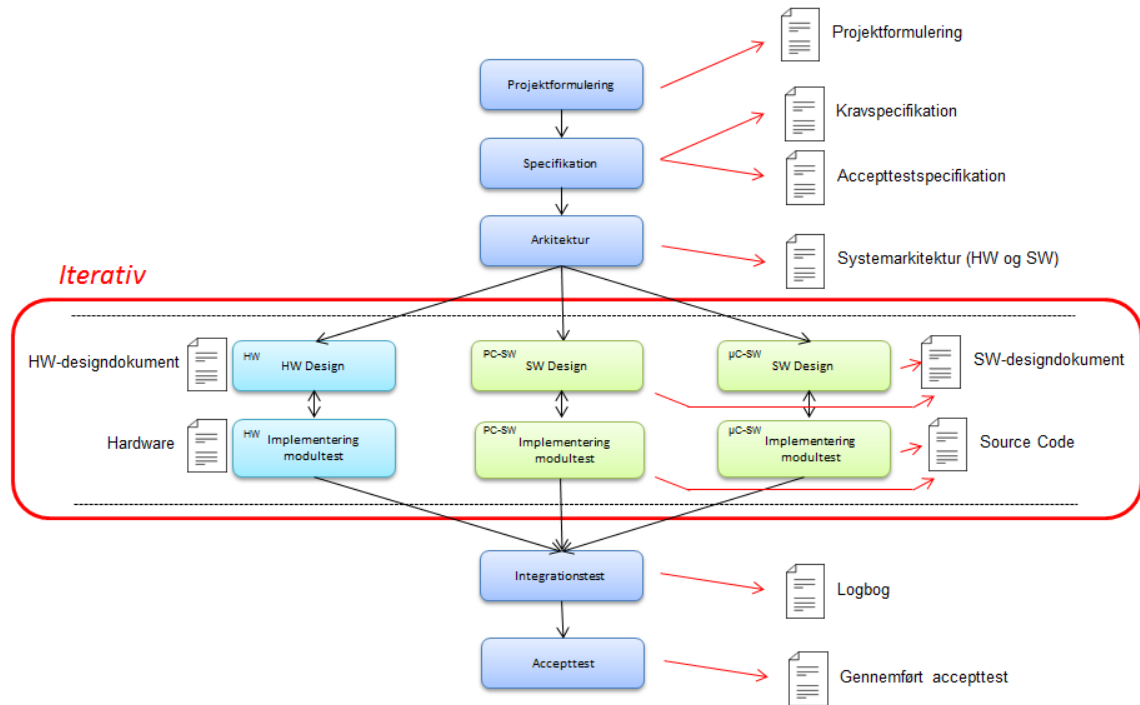 Projektformulering
Projektformulering
Kravspecifikation
Specifikation
Accepttestspecifikation
Arkitektur
Systemarkitektur (HW og SW)
Iterativ
HW-designdokument
HW
HW Design
PC-SW
SW Design
µC-SW
SW Design
SW-designdokument
Hardware
HW
Implementering
modultest
PC-SW
Implementering
modultest
µC-SW
Implementering
modultest
Source Code
Integrationstest
Logbog
Accepttest
Gennemført accepttest